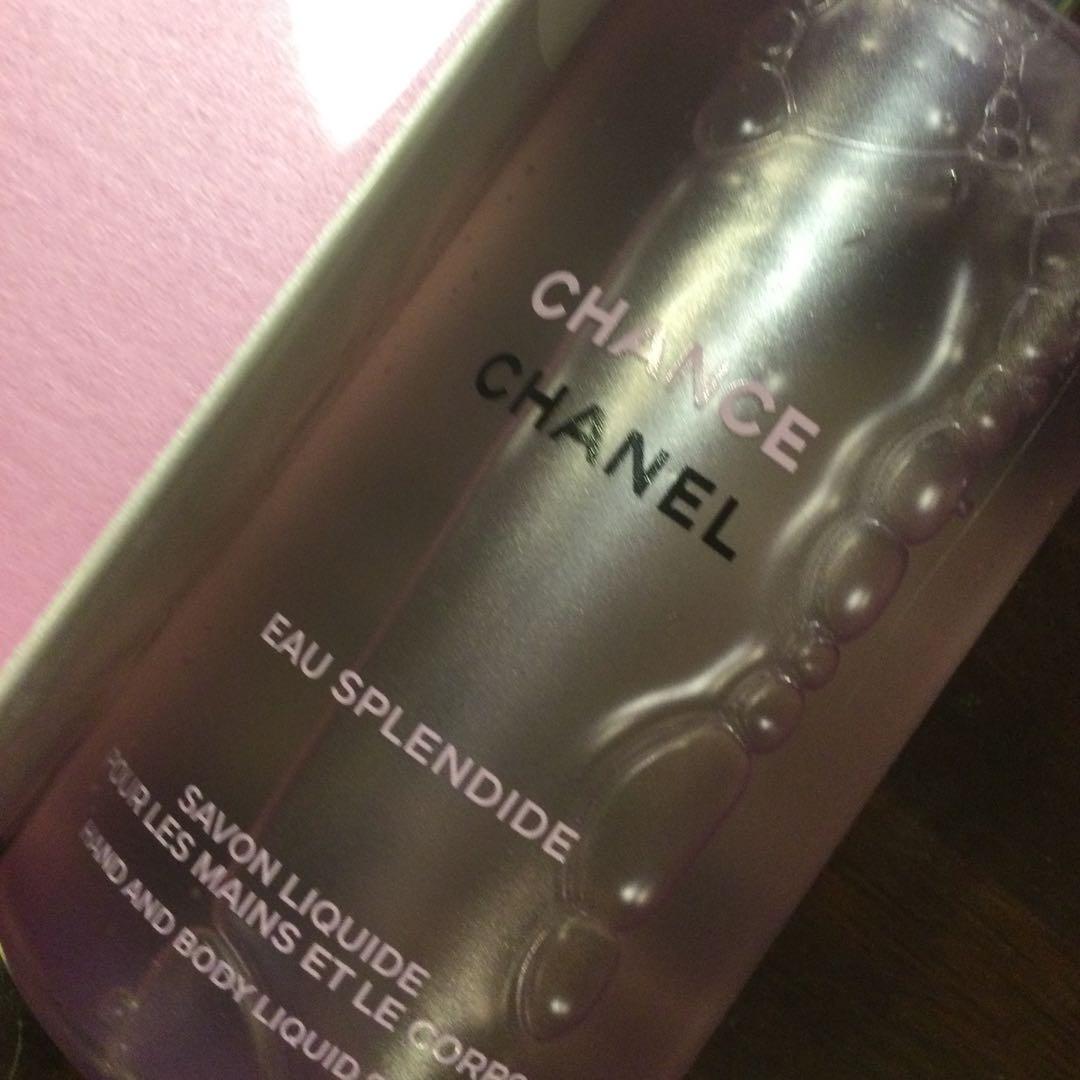 CHANCE
CHANEL
EAU SPLENDIDE
SAVON LIQUIDE
POUR LES MAINS ET LE CORPS
HAND AND BODY LIQUID